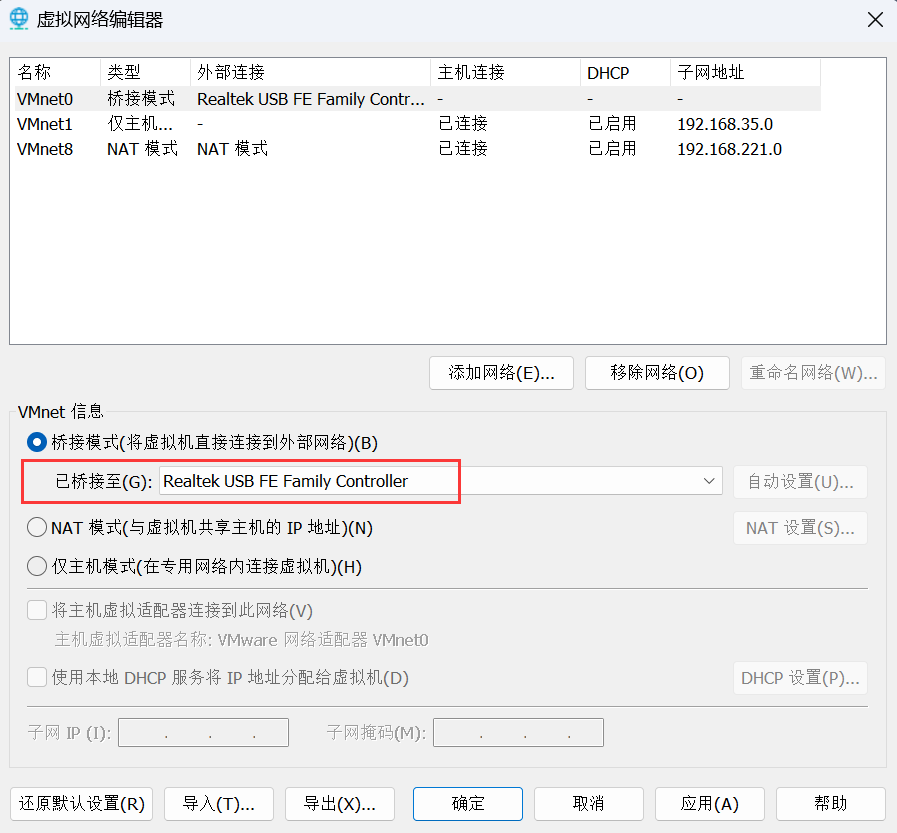 虚拟网络编辑器
名称 类型 外部连接 主机连接 DHCP 子网地址
VMnet0 桥接模式 Realtek USB FE Family Contr... - - -
VMnet1 仅主机... - 已连接 已启用 192.168.35.0
VMnet8 NAT 模式 NAT 模式 已连接 已启用 192.168.221.0
添加网络(E)... 移除网络(O) 重命名网络(W)...
VMnet 信息
桥接模式(将虚拟机直接连接到外部网络)(B)
已桥接至(G): Realtek USB FE Family Controller 自动设置(U)...
NAT 模式(与虚拟机共享主机的 IP 地址)(N) NAT 设置(S)...
仅主机模式(在专用网络内连接虚拟机)(H)
将主机虚拟适配器连接到此网络(V)
主机虚拟适配器名称: VMware 网络适配器 VMnet0
使用本地 DHCP 服务将 IP 地址分配给虚拟机(D) DHCP 设置(P)...
子网 IP (I): . . . 子网掩码(M): . . .
还原默认设置(R) 导入(T)... 导出(X)... 确定 取消 应用(A) 帮助